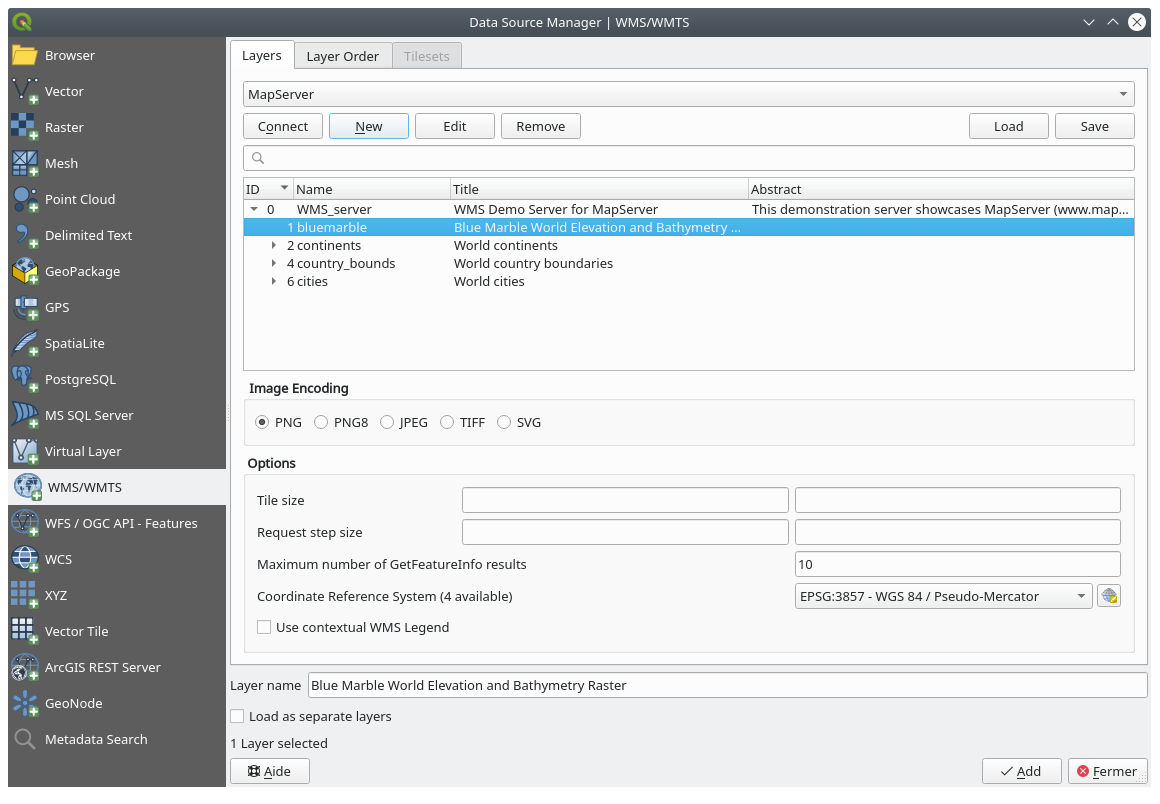 Data Source Manager | WMS/WMTS
Browser
Vector
Raster
Mesh
Point Cloud
Delimited Text
GeoPackage
GPS
SpatiaLite
PostgreSQL
MS SQL Server
Virtual Layer
WMS/WMTS
WFS / OGC API - Features
WCS
XYZ
Vector Tile
ArcGIS REST Server
GeoNode
Metadata Search
Layers Layer Order Tilesets
MapServer
Connect New Edit Remove Load Save
ID Name Title Abstract
0 WMS_server WMS Demo Server for MapServer This demonstration server showcases MapServer (www.map...
1 bluemarble Blue Marble World Elevation and Bathymetry ...
2 continents World continents
4 country_bounds World country boundaries
6 cities World cities
Image Encoding
PNG PNG8 JPEG TIFF SVG
Options
Tile size
Request step size
Maximum number of GetFeatureInfo results 10
Coordinate Reference System (4 available) EPSG:3857 - WGS 84 / Pseudo-Mercator
Use contextual WMS Legend
Layer name Blue Marble World Elevation and Bathymetry Raster
Load as separate layers
1 Layer selected
Aide Add Fermer